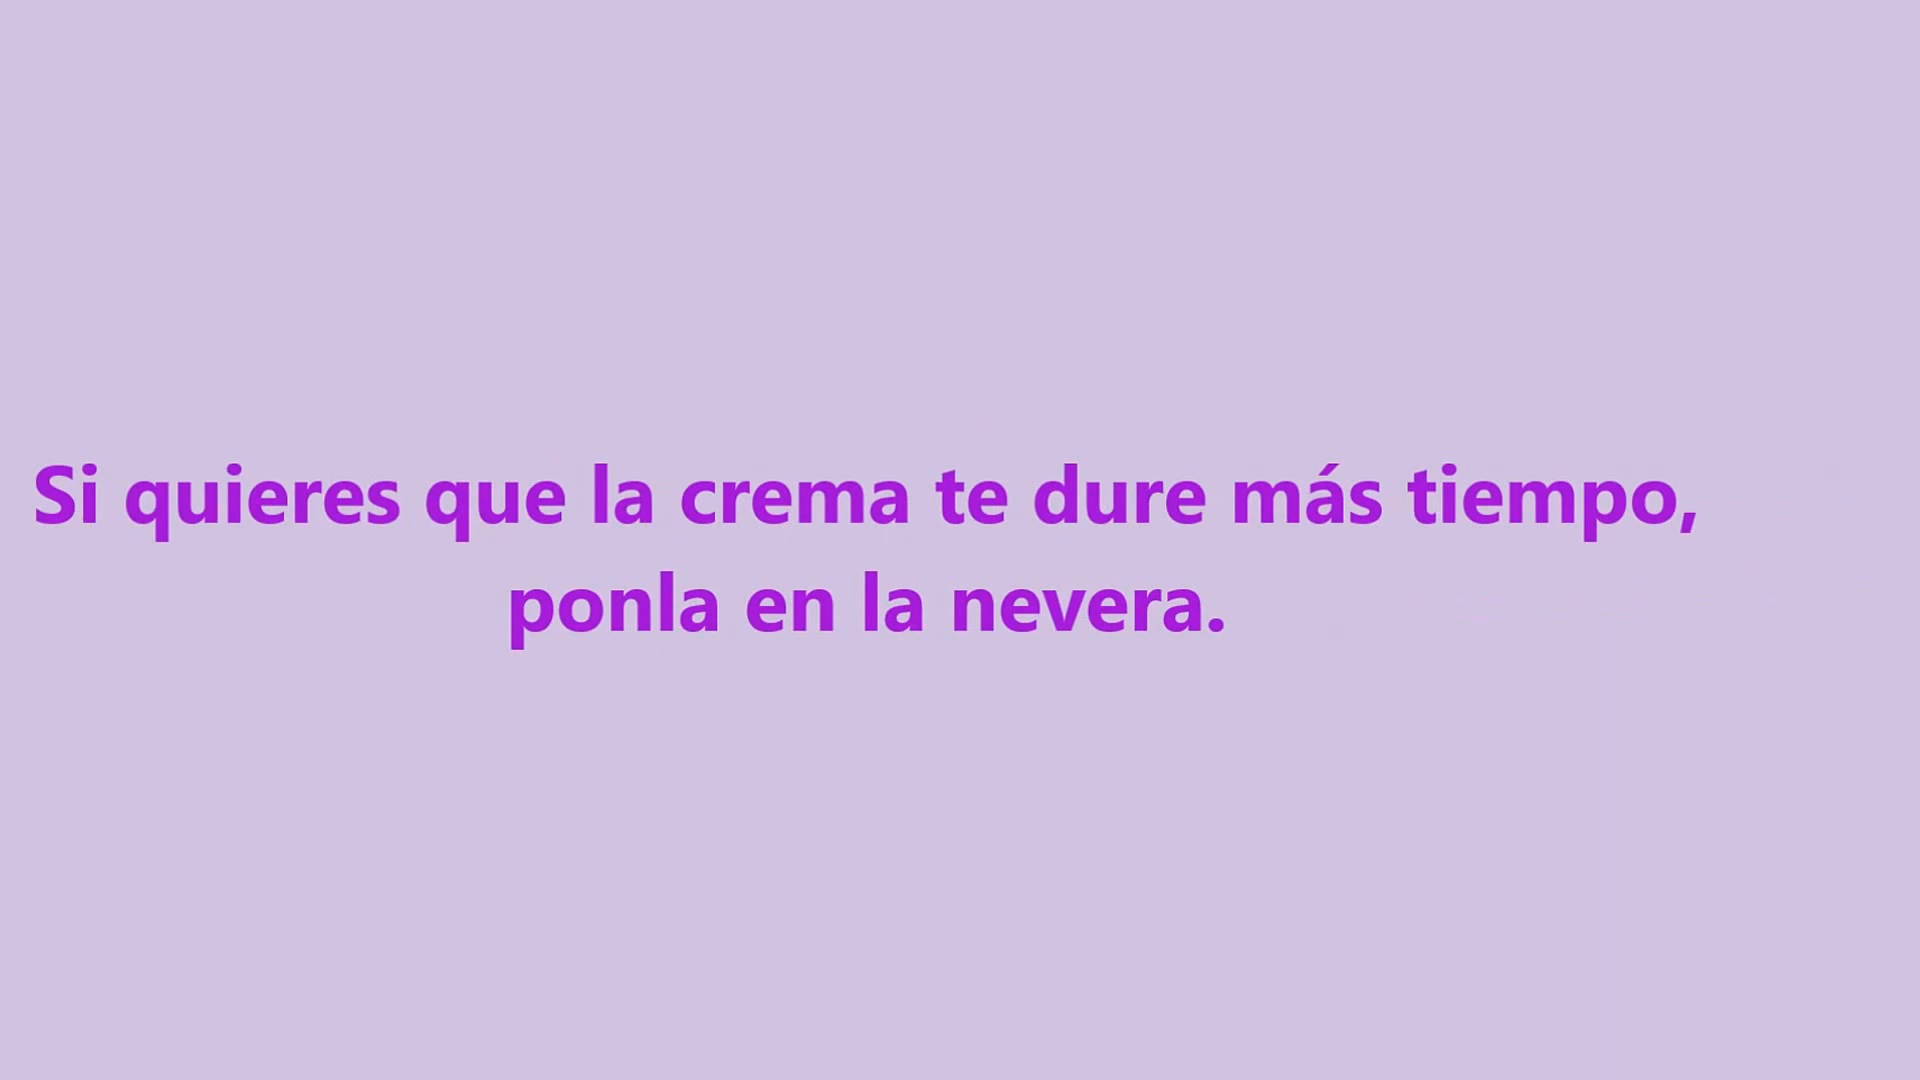 Si quieres que la crema te dure más tiempo,
ponla en la nevera.